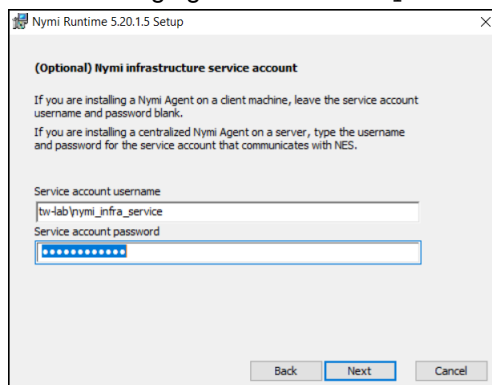 Nymi Runtime 5.20.1.5 Setup
(Optional) Nymi infrastructure service account
If you are installing a Nymi Agent on a client machine, leave the service account
username and password blank.
If you are installing a centralized Nymi Agent on a server, type the username
and password for the service account that communicates with NES.
Service account username
tw-lab\nymi_infra_service
Service account password
●●●●●●●●●●●●
Back Next Cancel